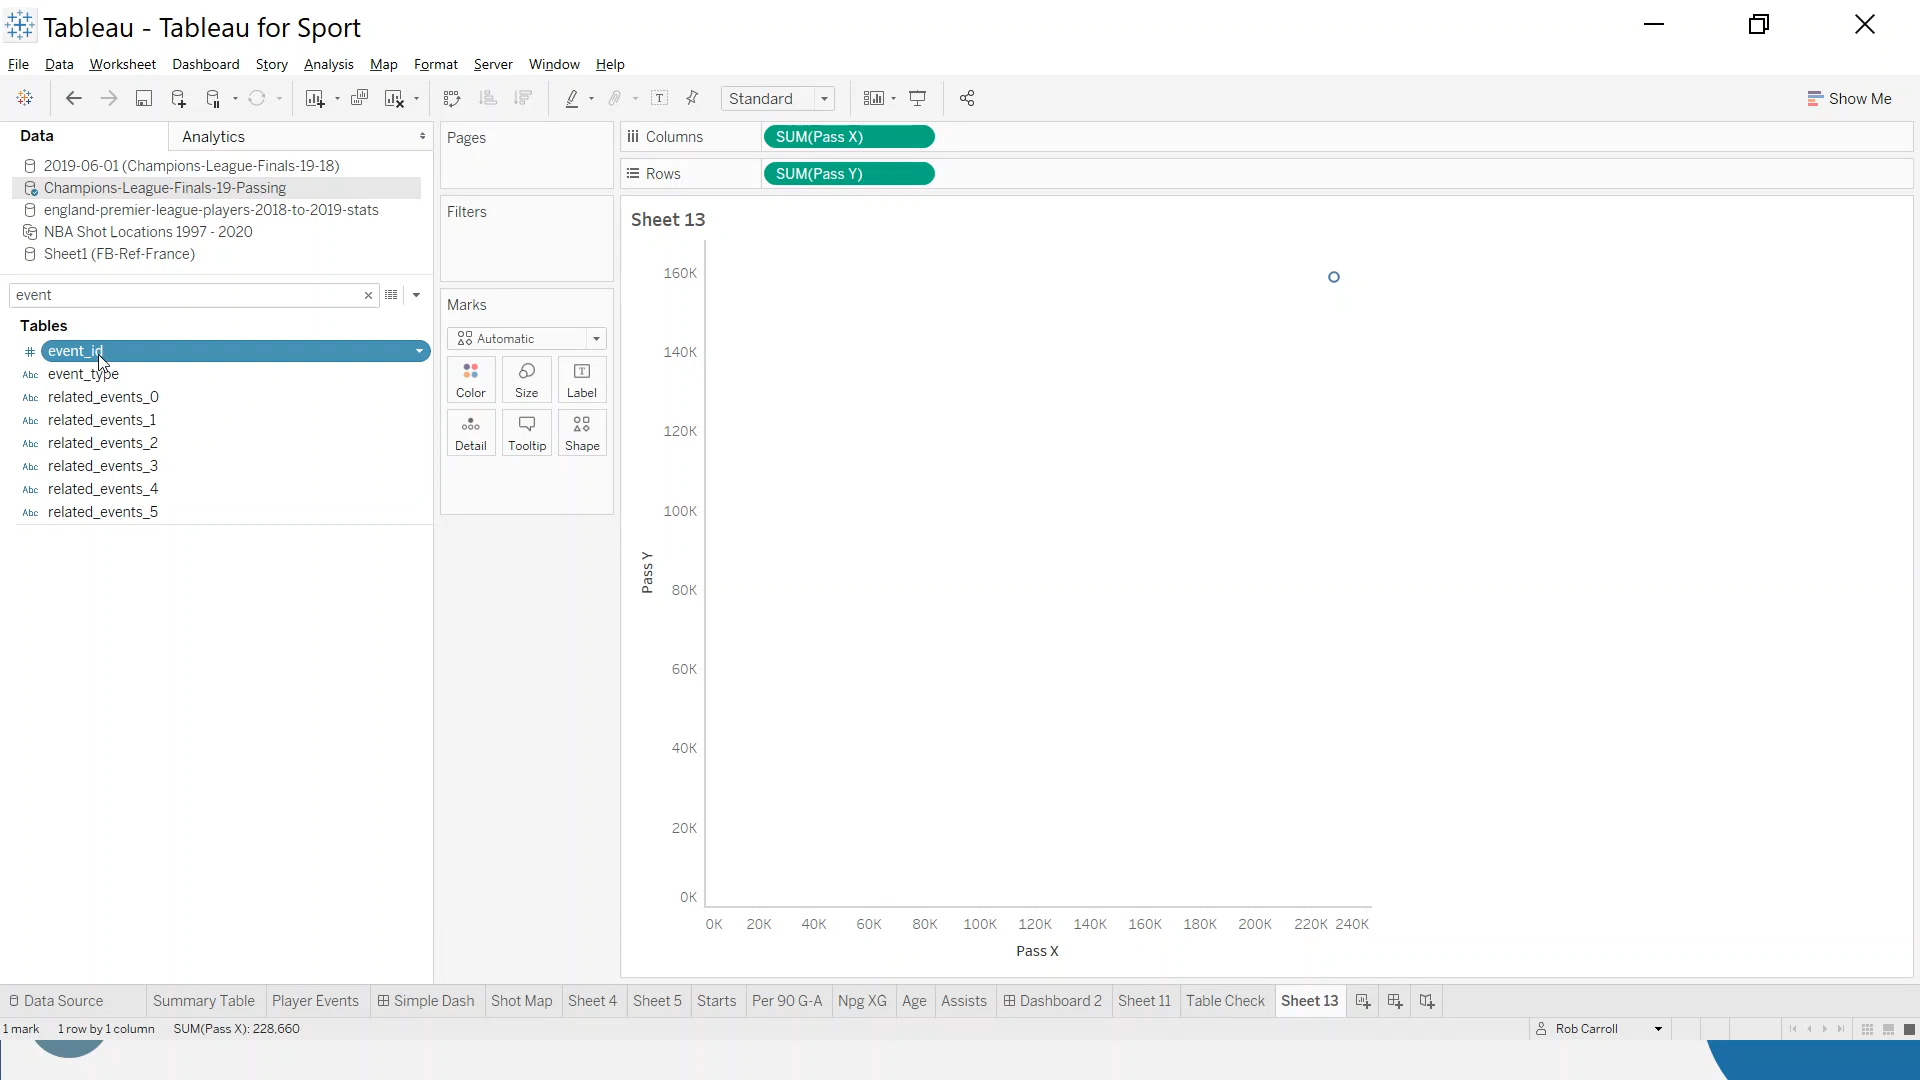 Tableau - Tableau for Sport
File Data Worksheet Dashboard Story Analysis Map Format Server Window Help
Standard
Show Me
Data
Analytics
2019-06-01 (Champions-League-Finals-19-18)
Champions-League-Finals-19-Passing
england-premier-league-players-2018-to-2019-stats
NBA Shot Locations 1997 - 2020
Sheet1 (FB-Ref-France)
event
Tables
# event_id
Abc event_type
Abc related_events_0
Abc related_events_1
Abc related_events_2
Abc related_events_3
Abc related_events_4
Abc related_events_5
Pages
Filters
Marks
Automatic
Color Size Label
Detail Tooltip Shape
Columns SUM(Pass X)
Rows SUM(Pass Y)
Sheet 13
160K
140K
120K
100K
80K
60K
40K
20K
0K
Pass Y
0K 20K 40K 60K 80K 100K 120K 140K 160K 180K 200K 220K 240K
Pass X
Data Source Summary Table Player Events Simple Dash Shot Map Sheet 4 Sheet 5 Starts Per 90 G-A Npg XG Age Assists Dashboard 2 Sheet 11 Table Check Sheet 13
1 mark 1 row by 1 column SUM(Pass X): 228,660
Rob Carroll